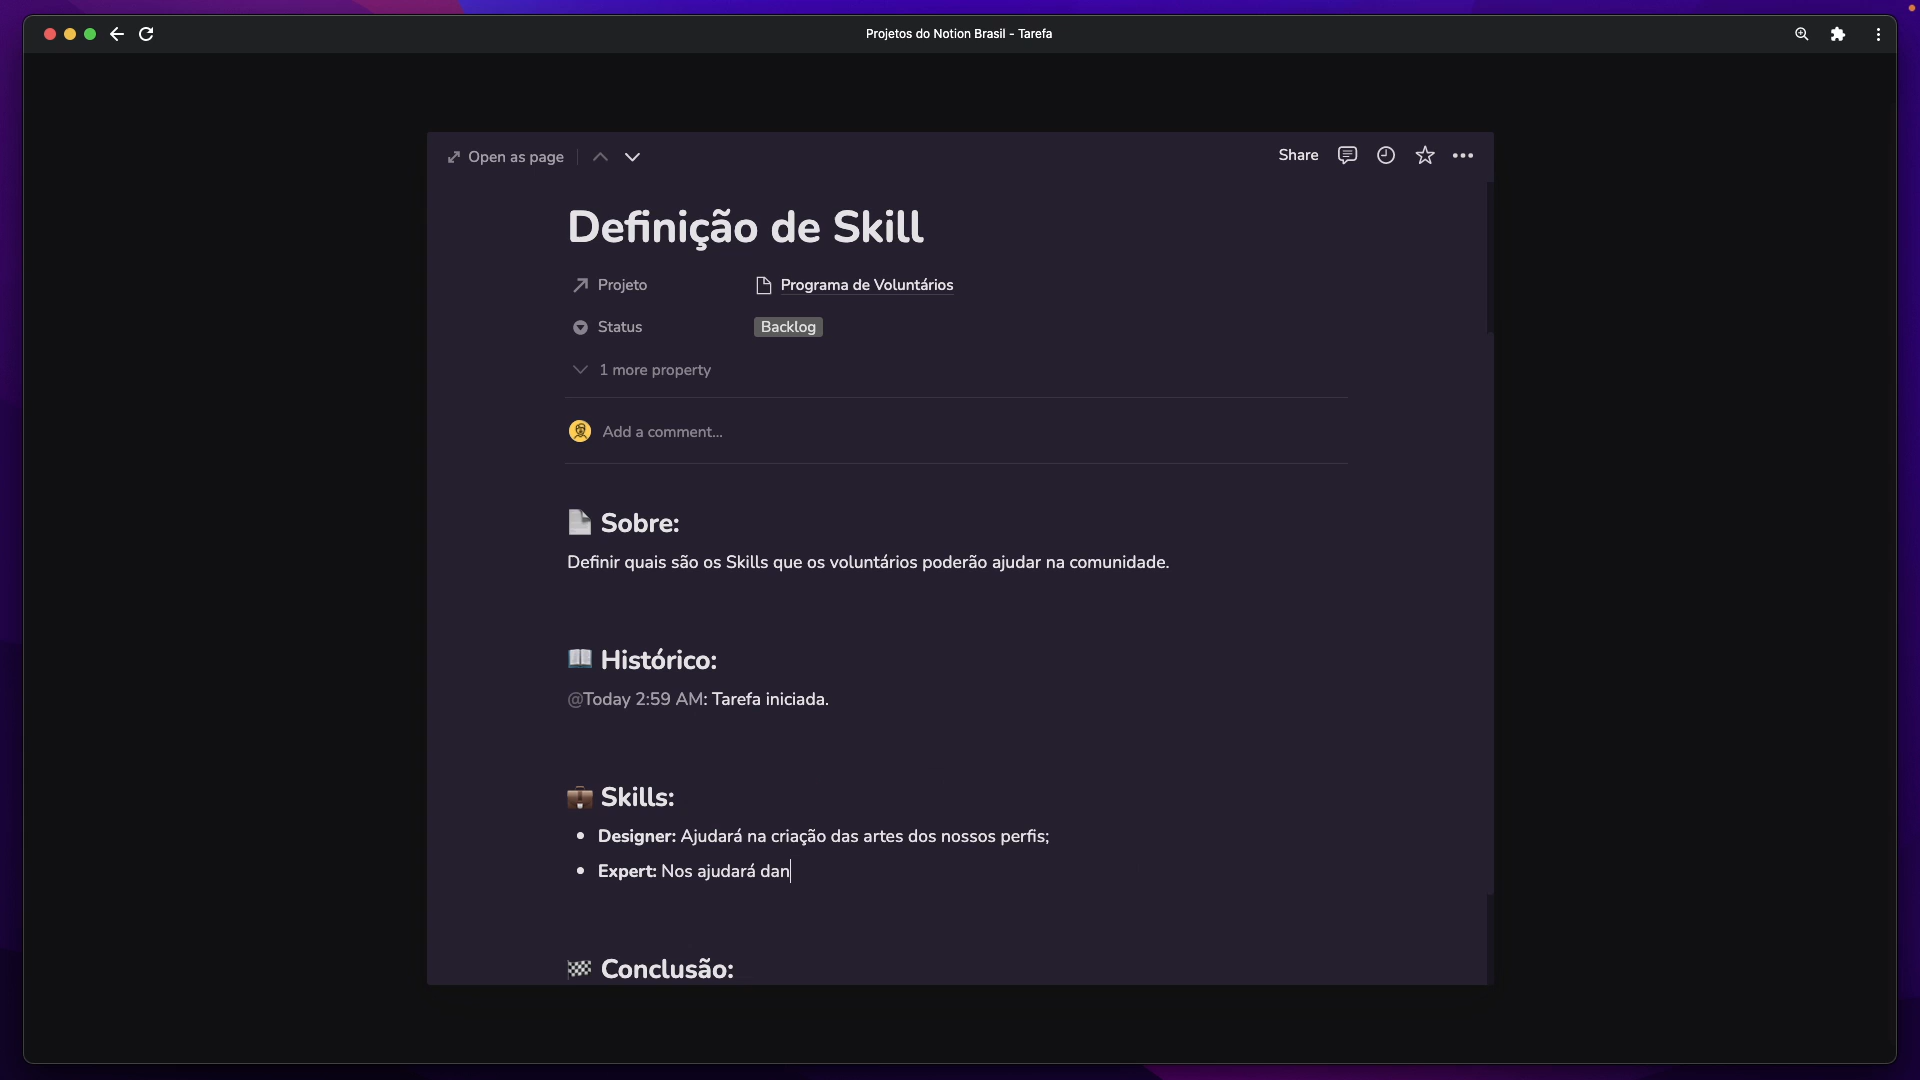 Projetos do Notion Brasil - Tarefa
Open as page
Share
Definição de Skill
Projeto Programa de Voluntários
Status Backlog
1 more property
Add a comment...
Sobre:
Definir quais são os Skills que os voluntários poderão ajudar na comunidade.
Histórico:
@Today 2:59 AM: Tarefa iniciada.
Skills:
Designer: Ajudará na criação das artes dos nossos perfis;
Expert: Nos ajudará dan
Conclusão: